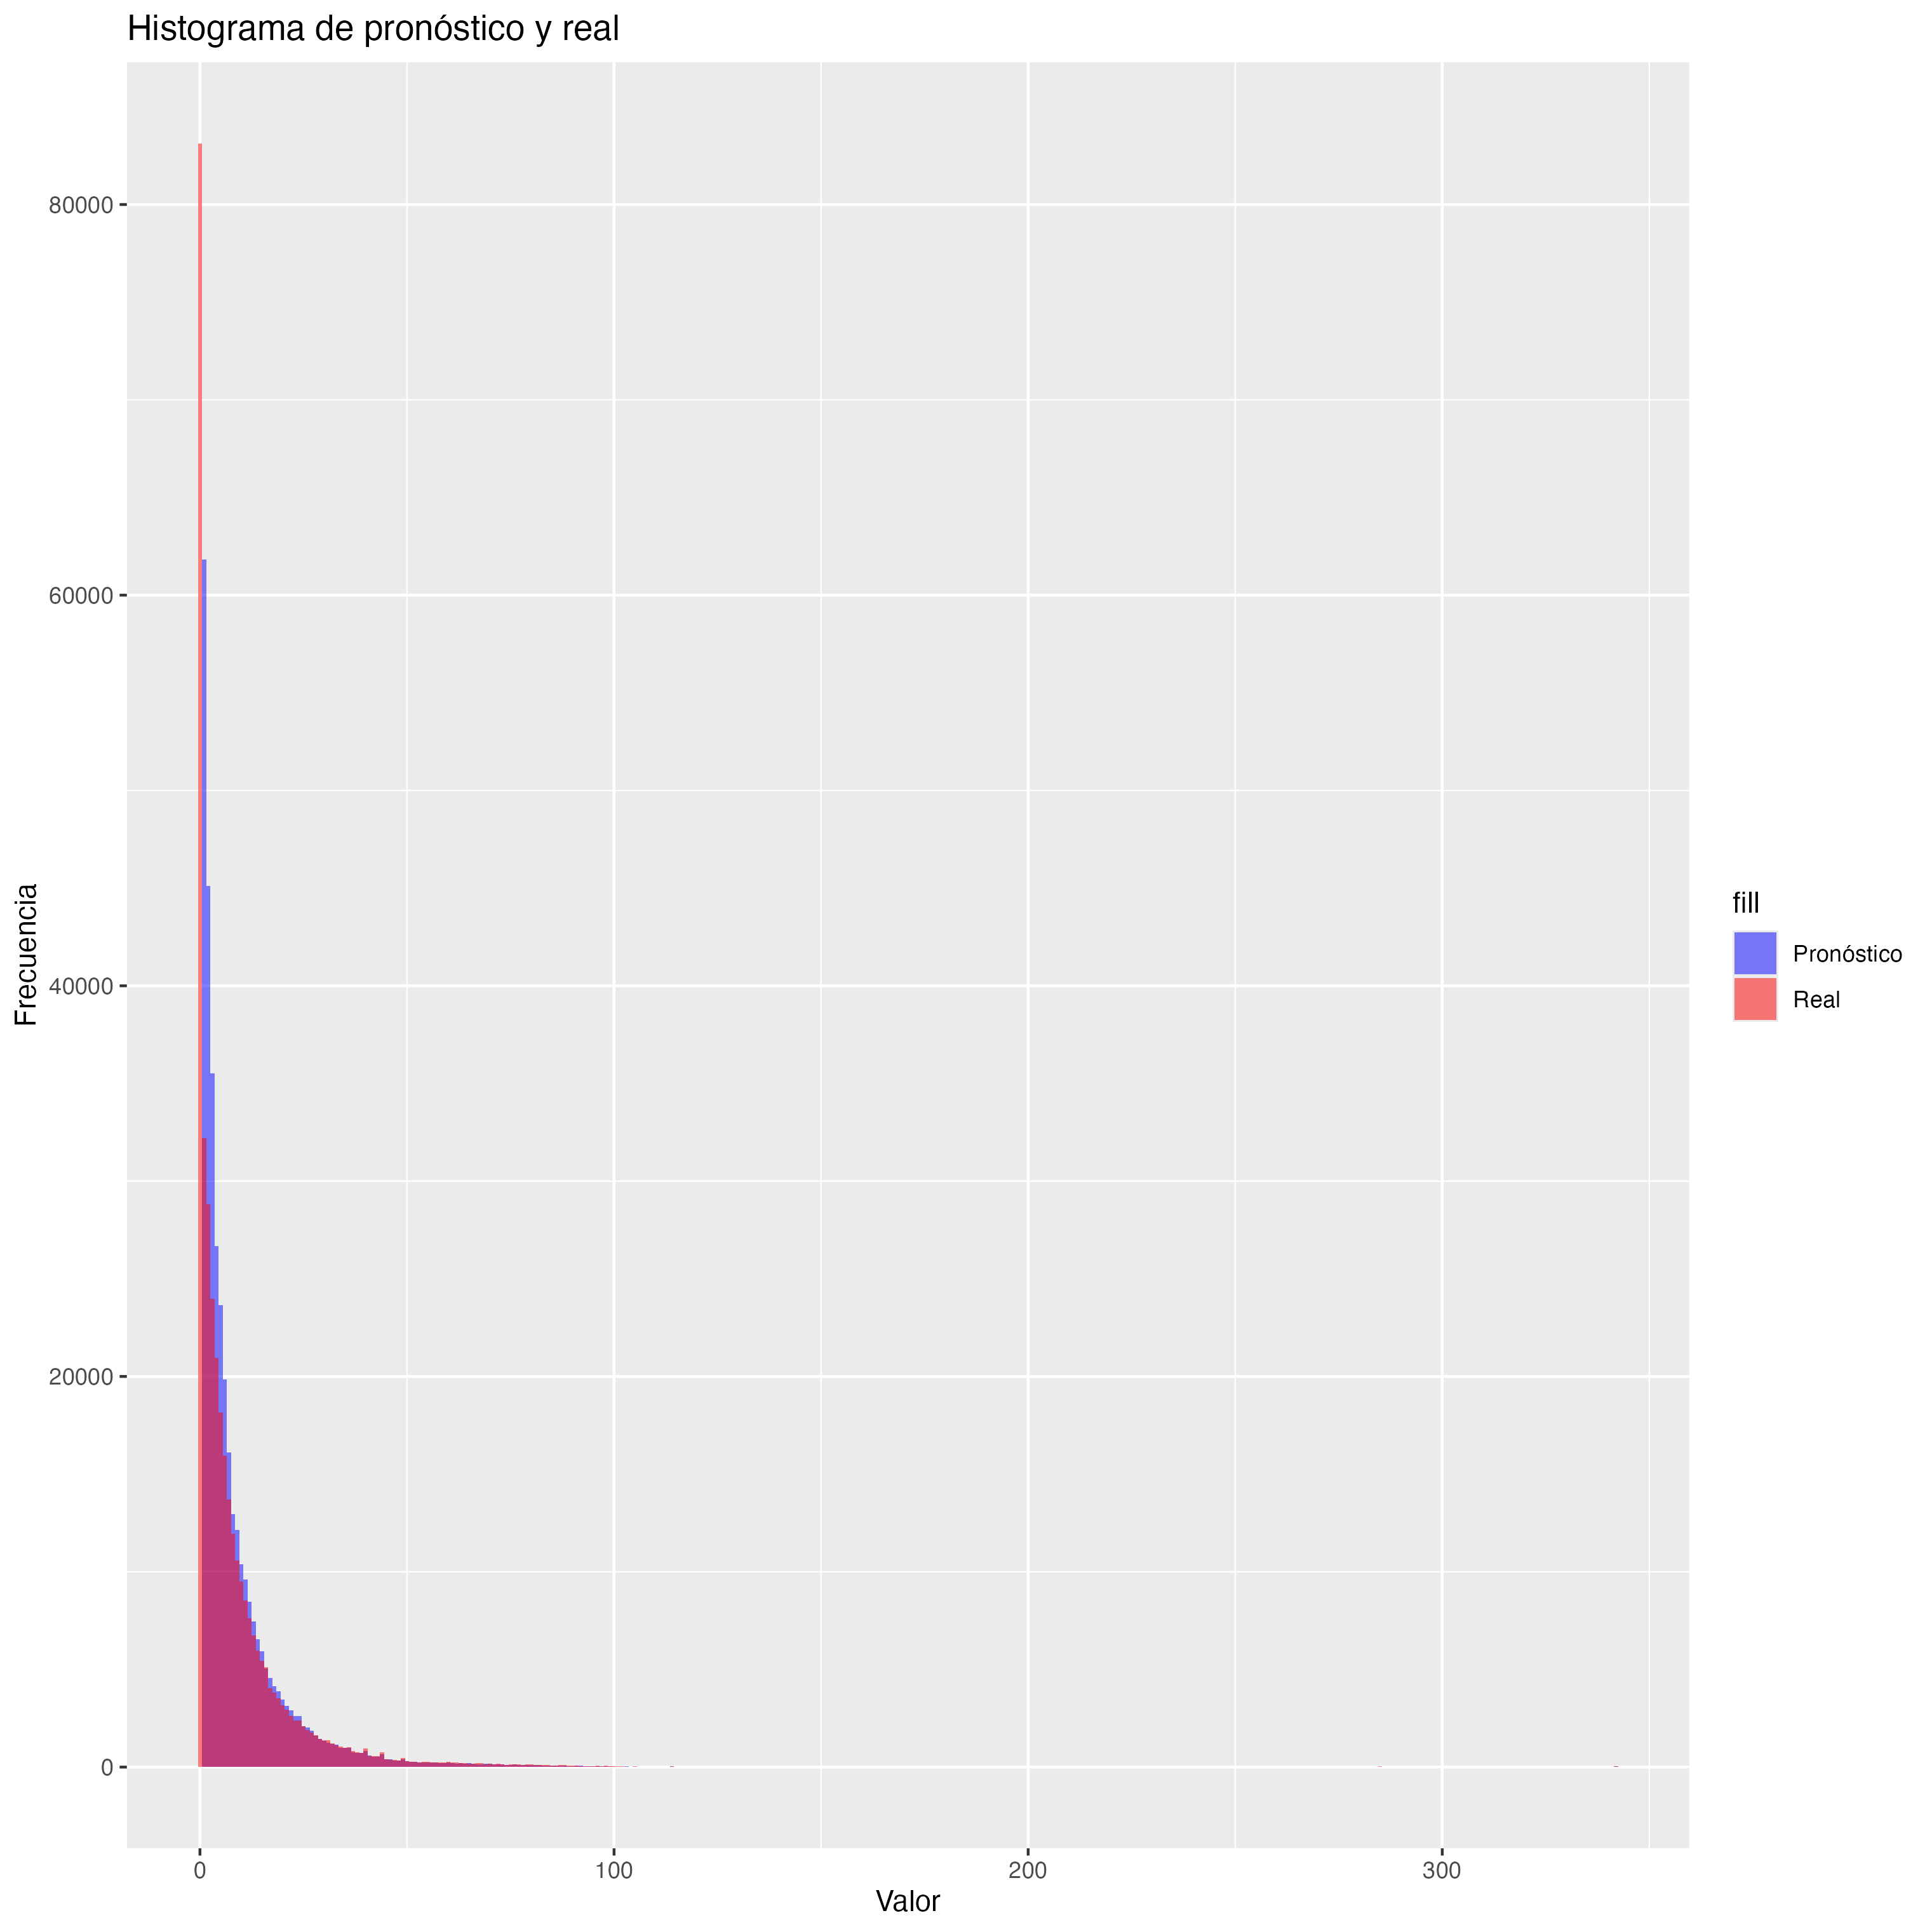 Histograma de pronóstico y real
80000
60000
40000
20000
0
Frecuencia
0
100
200
300
Valor
fill
Pronóstico
Real